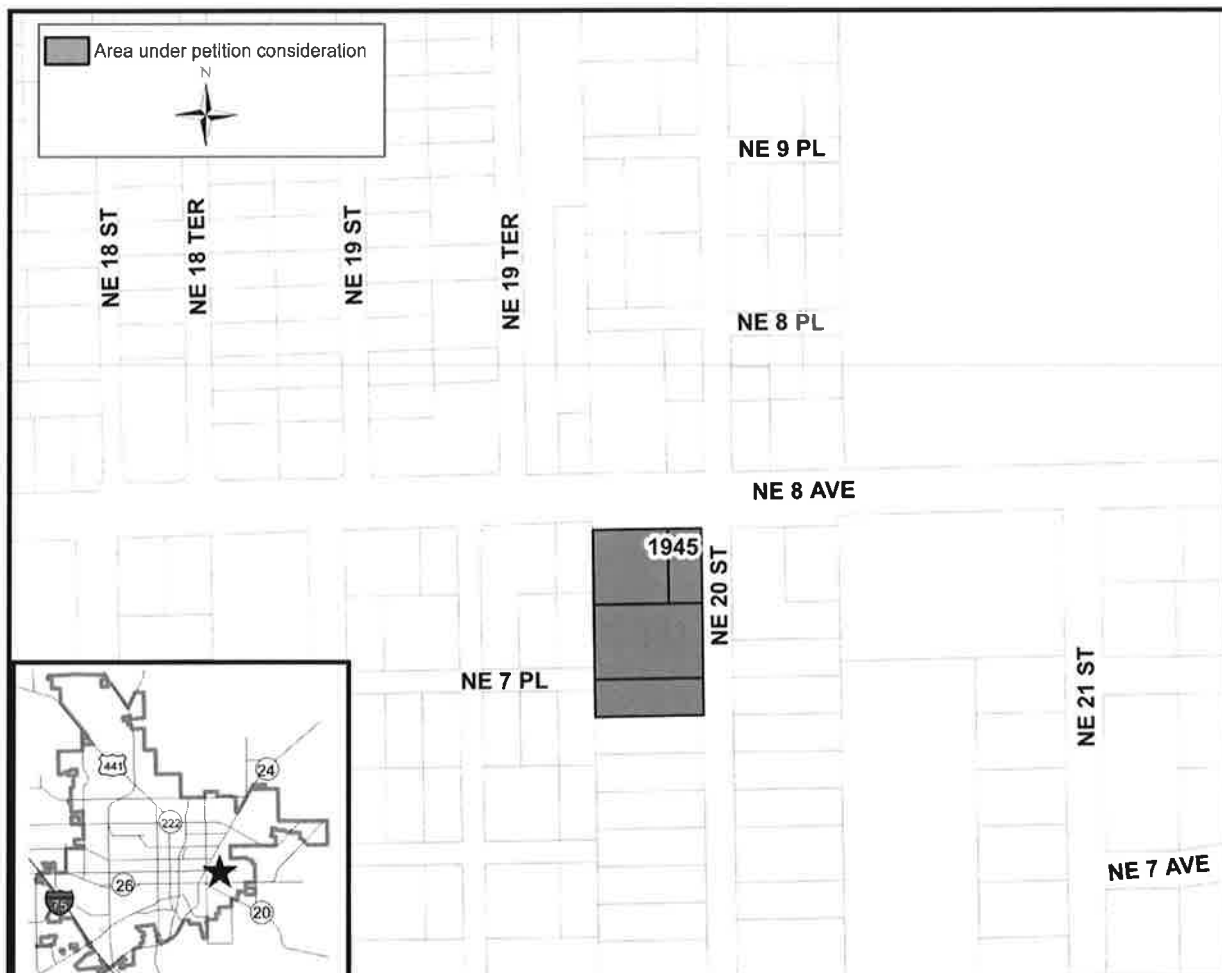 Area under petition consideration
N
NE 9 PL
NE 18 ST
NE 18 TER
NE 19 ST
NE 19 TER
NE 8 PL
NE 8 AVE
1945
NE 20 ST
NE 7 PL
NE 21 ST
NE 7 AVE
441
24
222
26
75
20